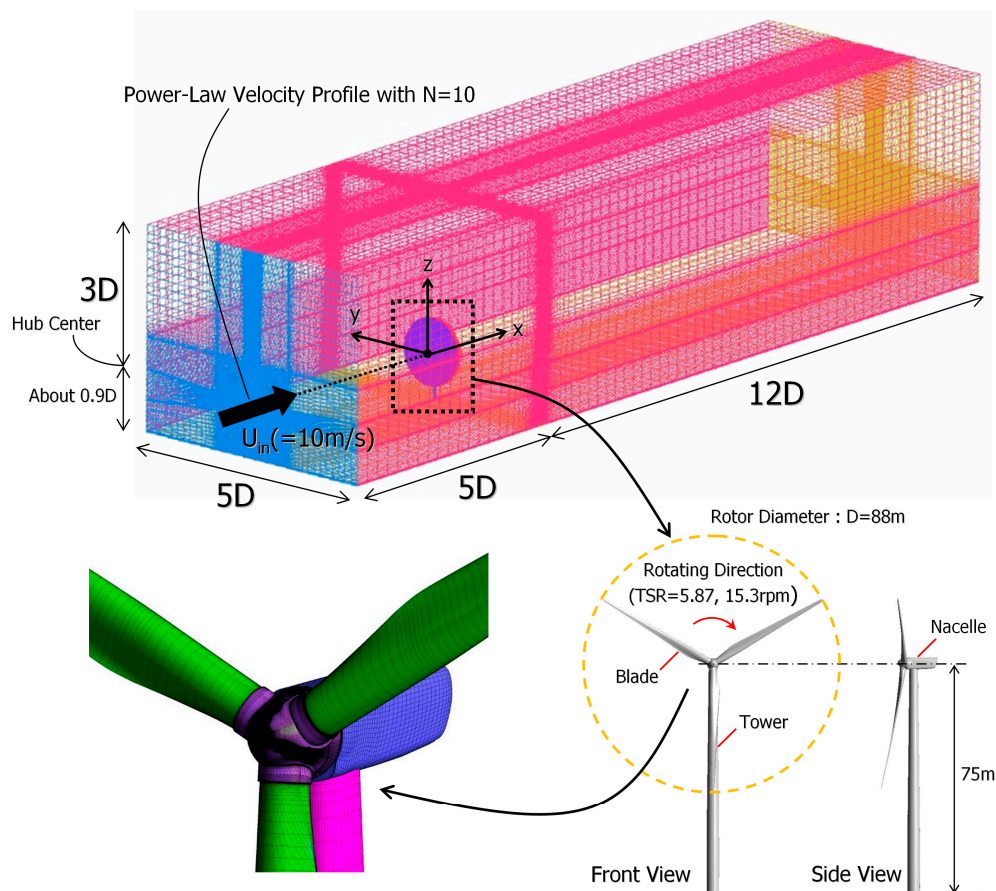 Power-Law Velocity Profile with N=10
z
3D
y
x
Hub Center
About 0.9D
12D
U_in(=10m/s)
5D
5D
Rotor Diameter : D=88m
Rotating Direction
(TSR=5.87, 15.3rpm)
Nacelle
Blade
Tower
75m
Front View
Side View